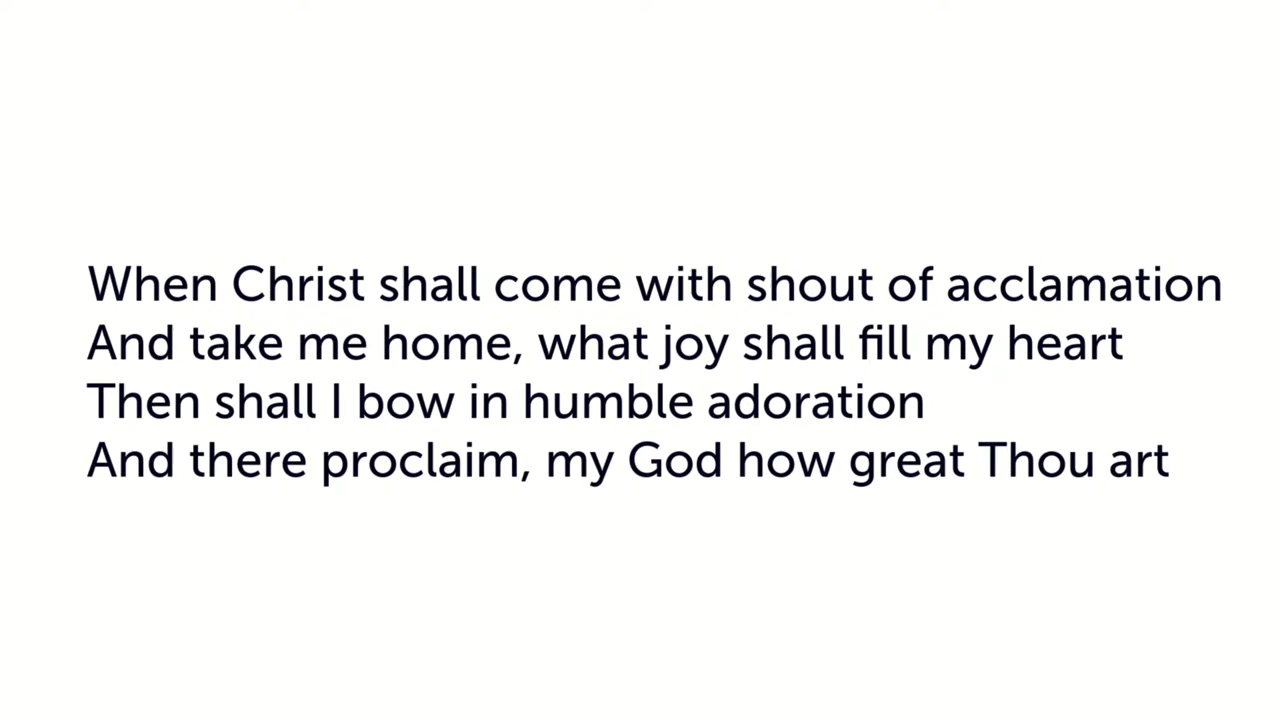 When Christ shall come with shout of acclamation
And take me home, what joy shall fill my heart
Then shall I bow in humble adoration
And there proclaim, my God how great Thou art